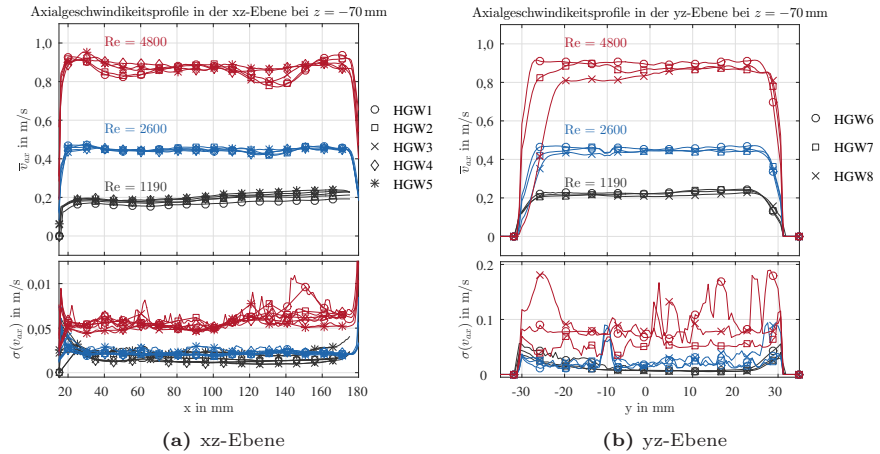 Axialgeschwindikeitsprofile in der xz-Ebene bei z = −70 mm
1,0
0,8
0,6
0,4
0,2
0
v̄ax in m/s
Re = 4800
Re = 2600
Re = 1190
HGW1
HGW2
HGW3
HGW4
HGW5
0,01
0,05
0
σ(vax) in m/s
20 40 60 80 100 120 140 160 180
x in mm
(a) xz-Ebene
Axialgeschwindikeitsprofile in der yz-Ebene bei z = −70 mm
1,0
0,8
0,6
0,4
0,2
0
v̄ax in m/s
Re = 4800
Re = 2600
Re = 1190
HGW6
HGW7
HGW8
0.2
0.1
0
σ(vax) in m/s
-30 -20 -10 0 10 20 30
y in mm
(b) yz-Ebene